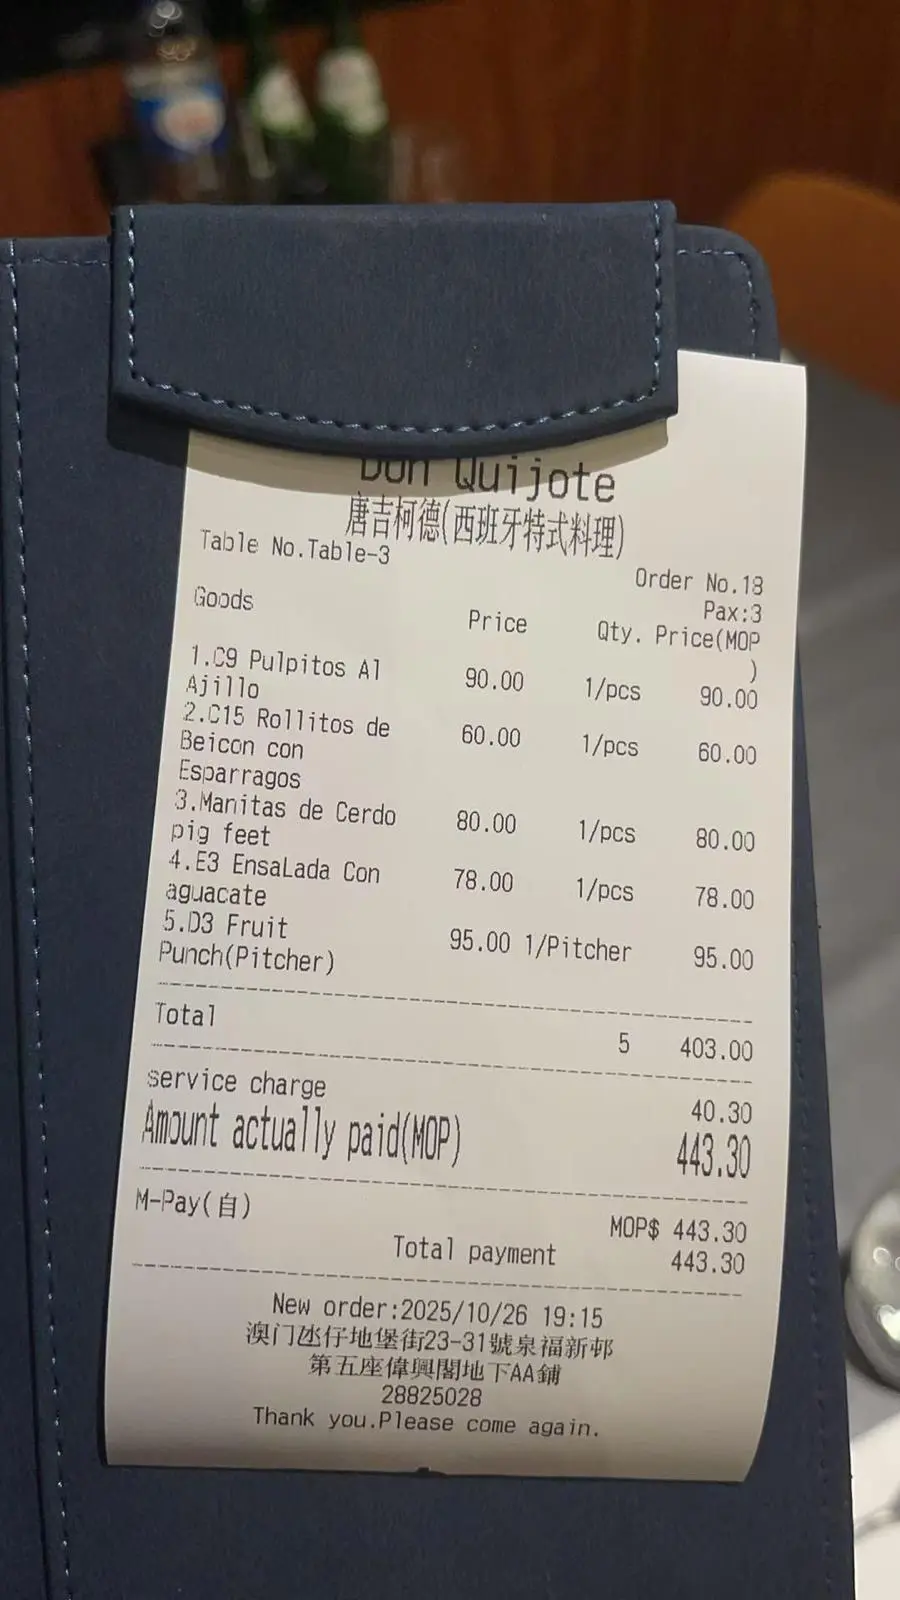 Don Quijote
唐吉柯德(西班牙特式料理)
Table No.Table-3
Order No.18
Pax:3
Goods Price Qty. Price(MOP
)
1.C9 Pulpitos Al 90.00 1/pcs 90.00
Ajillo
2.C15 Rollitos de 60.00 1/pcs 60.00
Beicon con
Esparragos
3.Manitas de Cerdo 80.00 1/pcs 80.00
pig feet
4.E3 EnsaLada Con 78.00 1/pcs 78.00
aguacate
5.D3 Fruit 95.00 1/Pitcher 95.00
Punch(Pitcher)
Total 5 403.00
service charge 40.30
Amount actually paid(MOP) 443.30
M-Pay(自) MOP$ 443.30
Total payment 443.30
New order:2025/10/26 19:15
澳门氹仔地堡街23-31號泉福新邨
第五座偉興閣地下AA鋪
28825028
Thank you.Please come again.